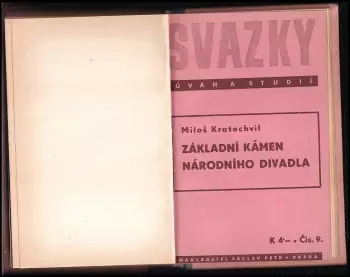 SVAZKY
ÚVAH A STUDIÍ
Miloš Kratochvíl
ZÁKLADNÍ KÁMEN
NÁRODNÍHO DIVADLA
K 4·— • Čís. 9.
NAKLADATEL VÁCLAV PETR • PRAHA